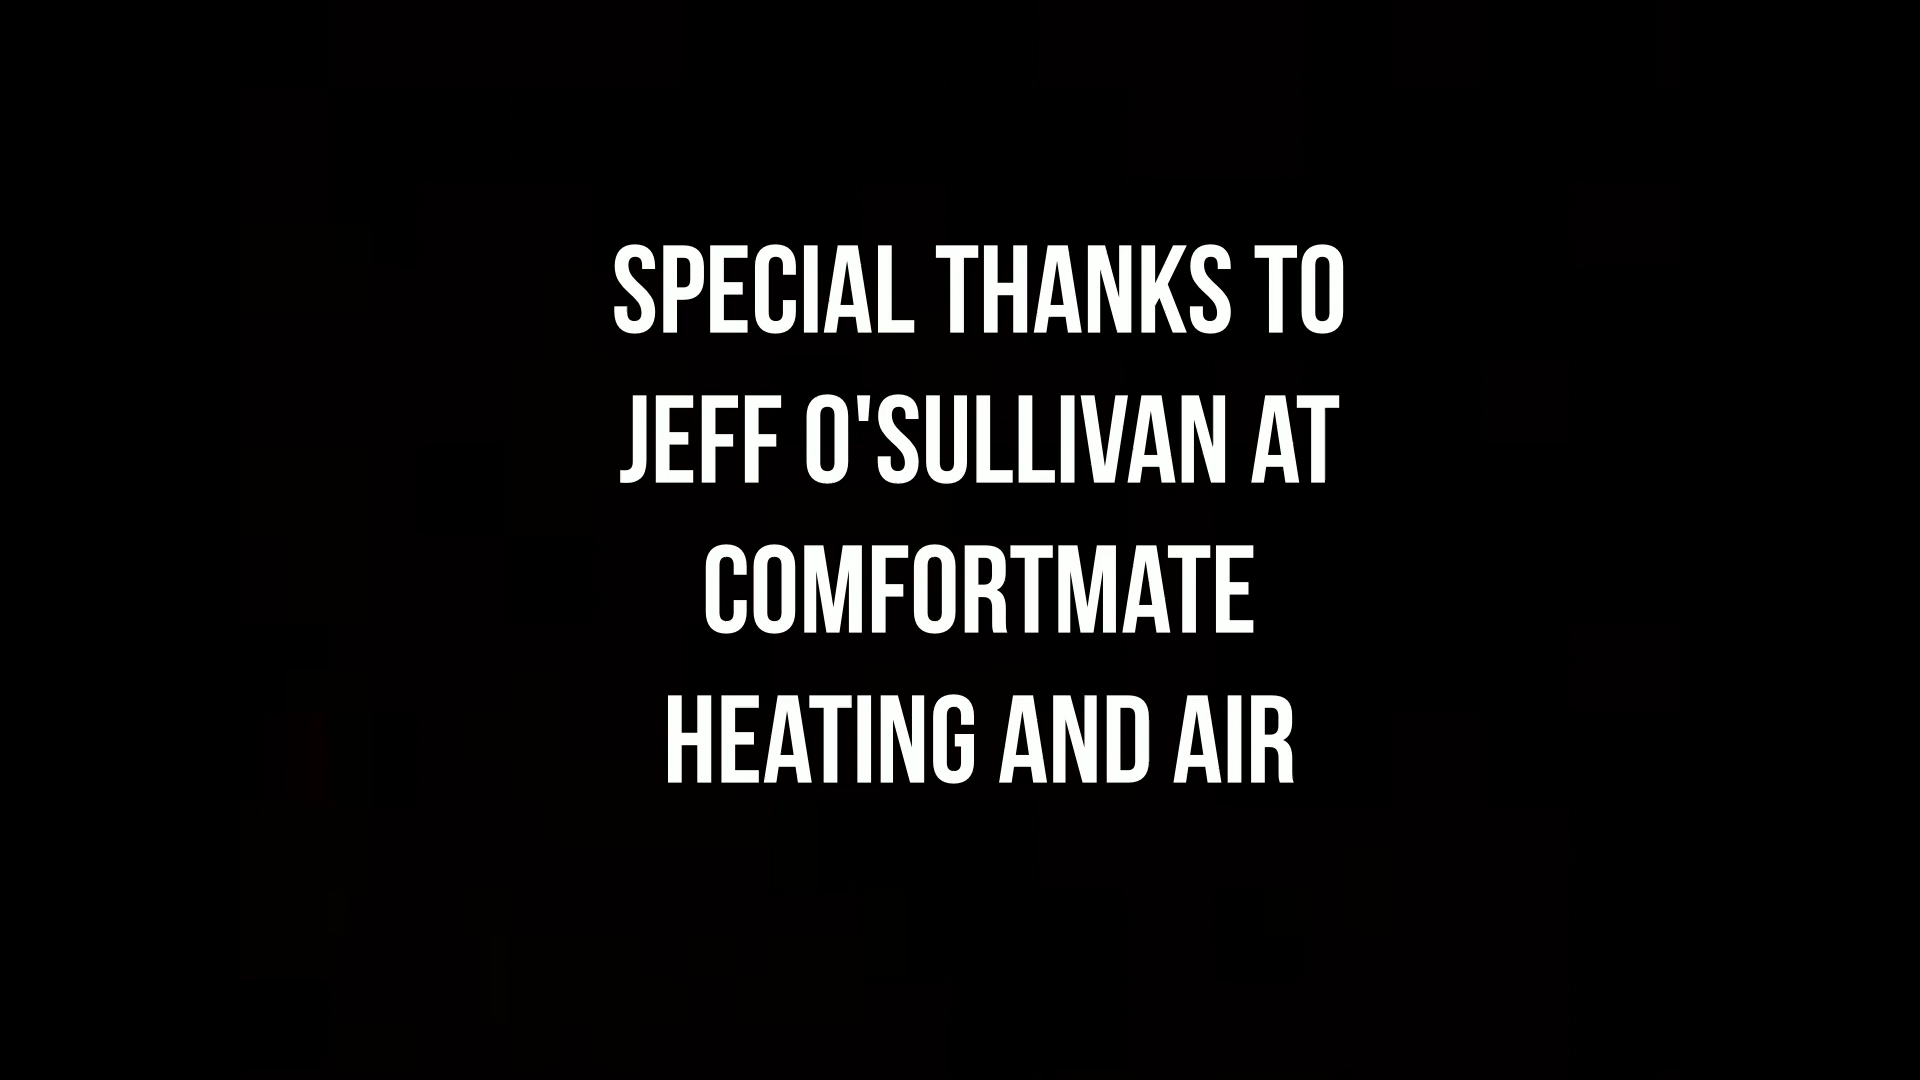 SPECIAL THANKS TO
JEFF O'SULLIVAN AT
COMFORTMATE
HEATING AND AIR